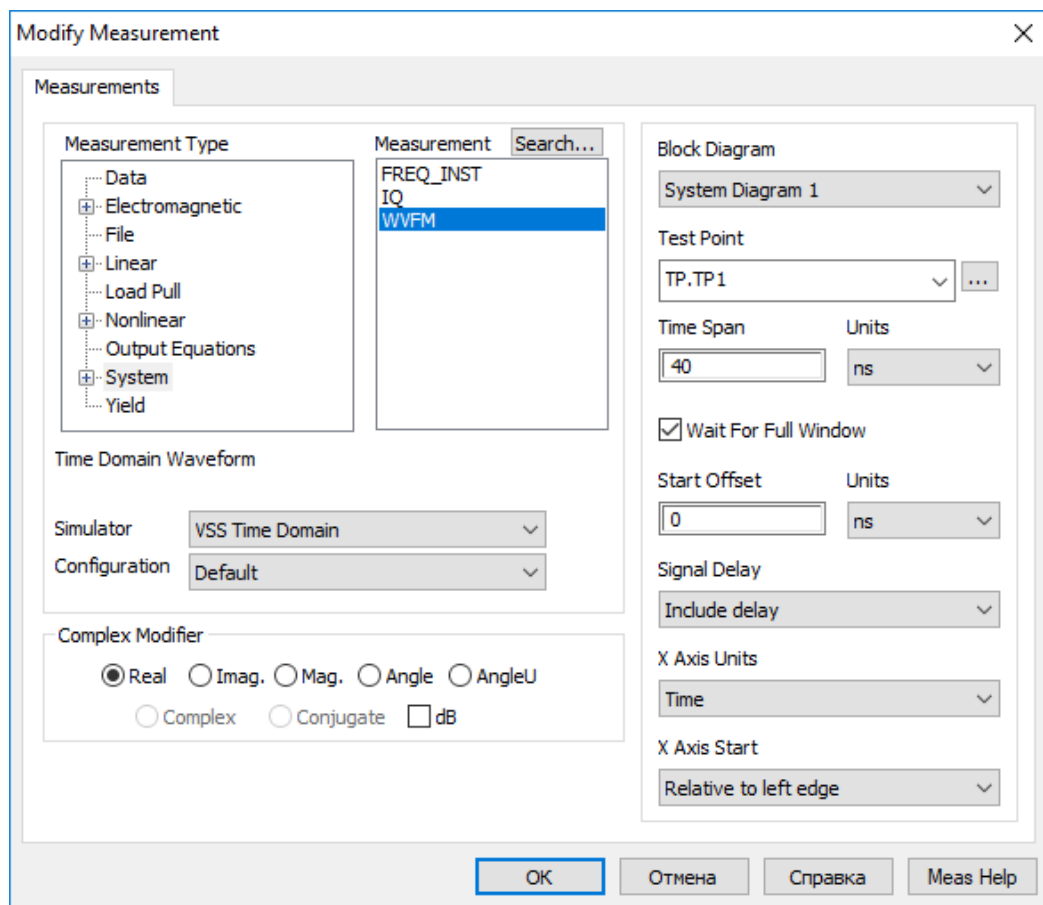 Modify Measurement
Measurements
Measurement Type
Data
Electromagnetic
File
Linear
Load Pull
Nonlinear
Output Equations
System
Yield
Measurement
Search...
FREQ_INST
IQ
WVFM
Time Domain Waveform
Simulator
VSS Time Domain
Configuration
Default
Complex Modifier
Real Imag. Mag. Angle AngleU
Complex Conjugate dB
Block Diagram
System Diagram 1
Test Point
TP.TP1
...
Time Span Units
40 ns
Wait For Full Window
Start Offset Units
0 ns
Signal Delay
Include delay
X Axis Units
Time
X Axis Start
Relative to left edge
OK Отмена Справка Meas Help